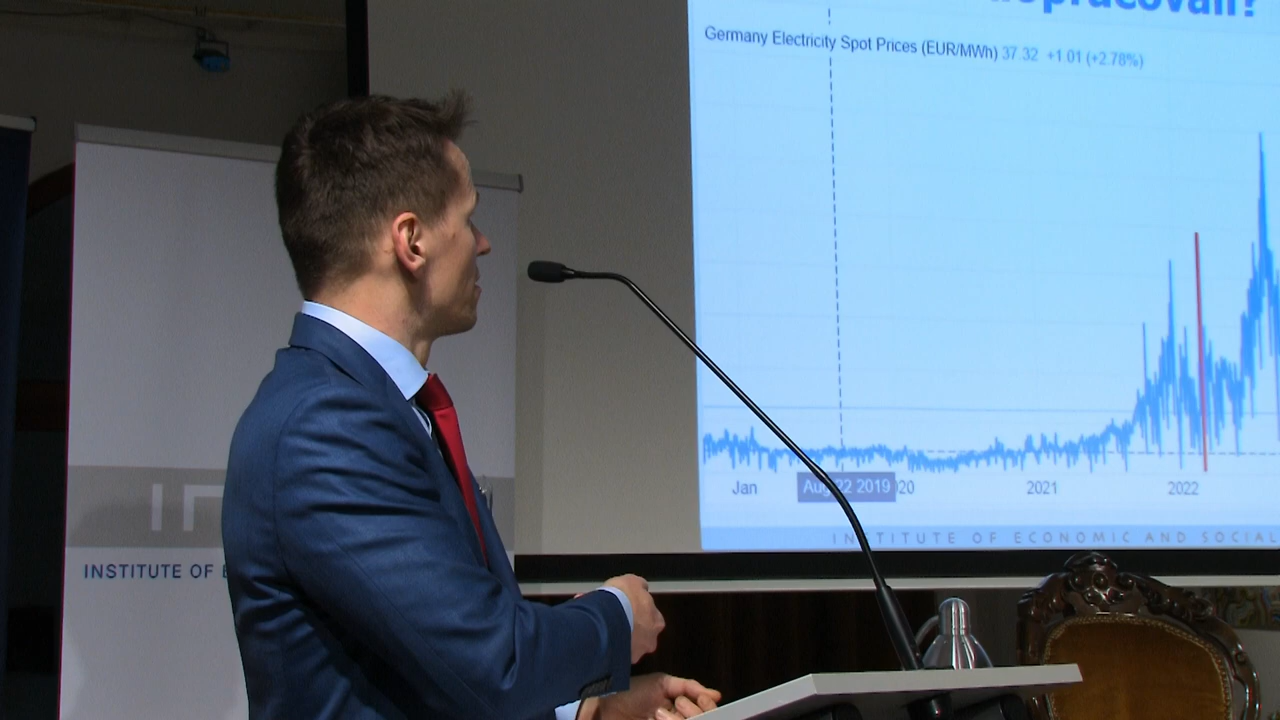 Germany Electricity Spot Prices (EUR/MWh) 37.32 +1.01 (+2.78%)
Jan
Aug 22 2019
20
2021
2022
INSTITUTE OF ECONOMIC AND SOCIAL
INSTITUTE OF